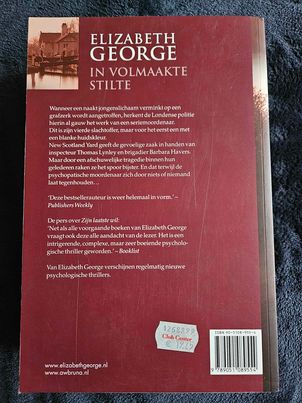 ELIZABETH
GEORGE
IN VOLMAAKTE
STILTE
Wanneer een naakt jongenslichaam verminkt op een
grafzerk wordt aangetroffen, herkent de Londense politie
hierin al gauw het werk van een seriemoordenaar.
Dit is zijn vierde slachtoffer, maar voor het eerst een met
een blanke huidskleur.
New Scotland Yard geeft de gevoelige zaak in handen van
inspecteur Thomas Lynley en brigadier Barbara Havers.
Maar door een afschuwelijke tragedie binnen hun
gelederen raken ze het spoor bijster. En dat terwijl de
psychopatische moordenaar zich door niets of niemand
laat tegenhouden…
'Deze bestsellerauteur is weer helemaal in vorm.' –
Publishers Weekly
De pers over Zijn laatste wil:
'Net als alle voorgaande boeken van Elizabeth George
vraagt ook deze alle aandacht van de lezer. Het is een
intrigerende, complexe, maar zeer boeiende psycholo-
gische thriller geworden.' – Booklist
Van Elizabeth George verschijnen regelmatig nieuwe
psychologische thrillers.
1268899
Club Center
www.elizabethgeorge.nl
www.awbruna.nl
9789051089554